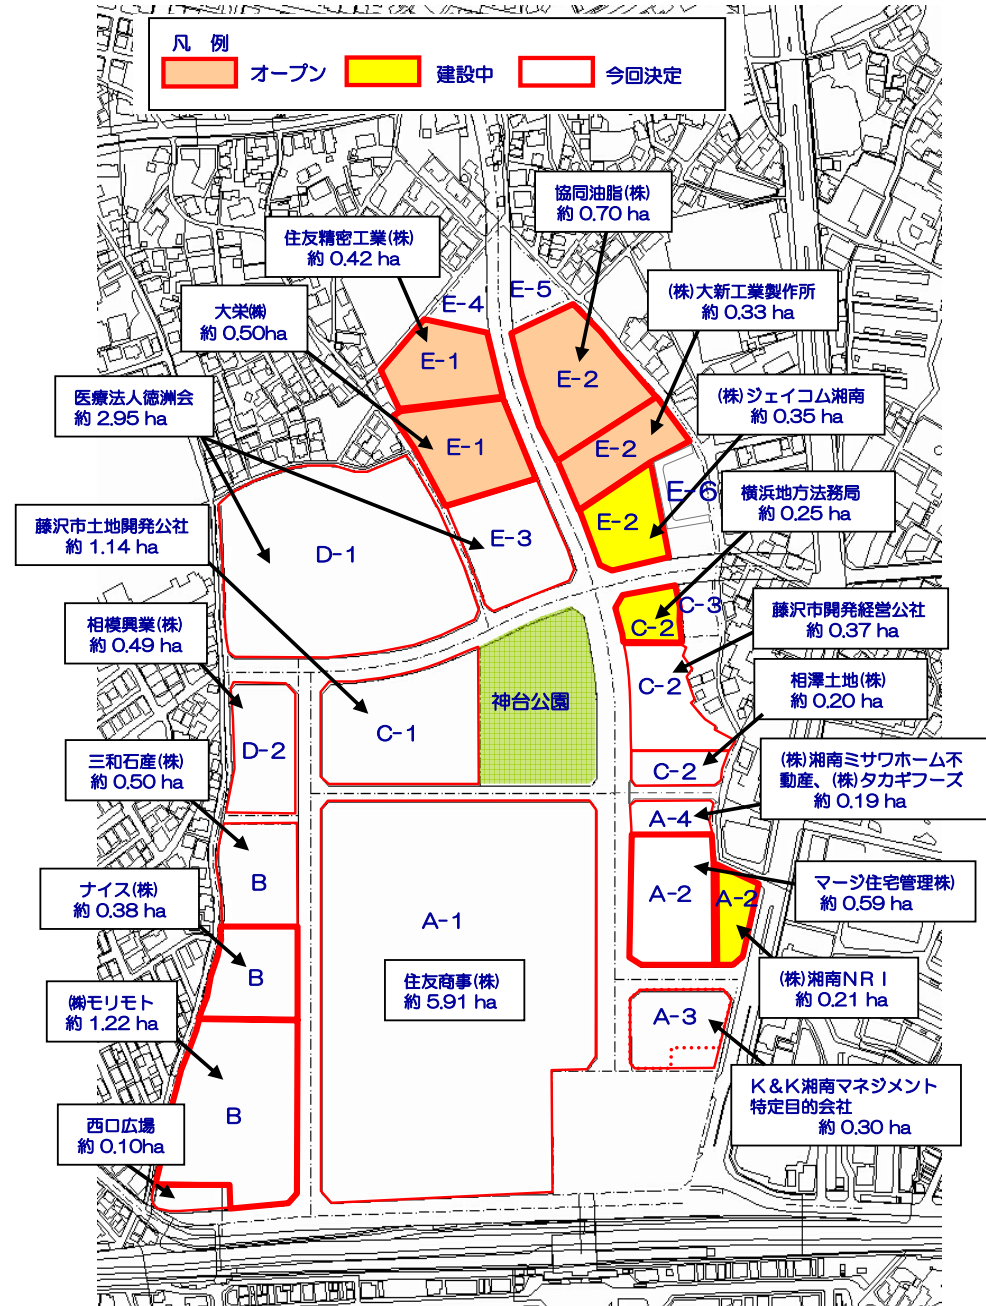 凡 例
オープン
建設中
今回決定
協同油脂(株)
約 0.70 ha
住友精密工業(株)
約 0.42 ha
(株)大新工業製作所
約 0.33 ha
大栄㈱
約 0.50ha
医療法人徳洲会
約 2.95 ha
(株)ジェイコム湘南
約 0.35 ha
横浜地方法務局
約 0.25 ha
藤沢市土地開発公社
約 1.14 ha
藤沢市開発経営公社
約 0.37 ha
相模興業(株)
約 0.49 ha
相澤土地(株)
約 0.20 ha
三和石産(株)
約 0.50 ha
(株)湘南ミサワホーム不
動産、(株)タカギフーズ
約 0.19 ha
ナイス(株)
約 0.38 ha
マージ住宅管理株)
約 0.59 ha
住友商事(株)
約 5.91 ha
(株)湘南NRI
約 0.21 ha
㈱モリモト
約 1.22 ha
K&K湘南マネジメント
特定目的会社
約 0.30 ha
西口広場
約 0.10ha
E-4
E-5
E-1
E-2
E-1
E-2
E-6
E-2
E-3
D-1
C-3
C-2
C-2
神台公園
C-1
D-2
C-2
A-4
B
A-2
A-2
A-1
B
A-3
B